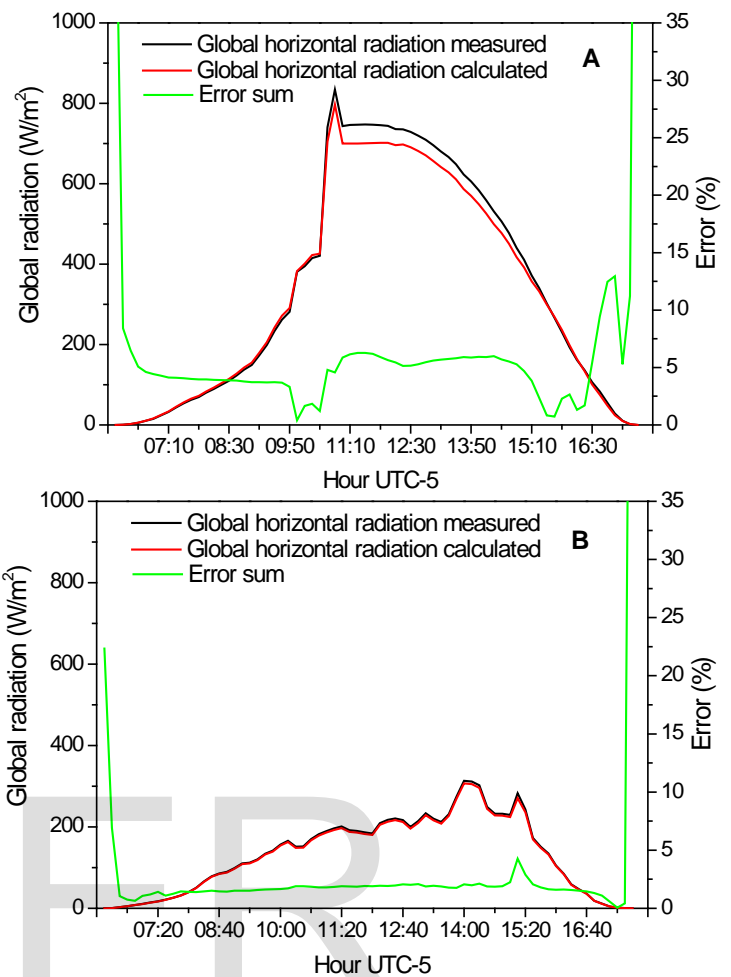 Global horizontal radiation measured
Global horizontal radiation calculated
Error sum
A
Global radiation (W/m²)
1000
800
600
400
200
0
35
30
25
20
15
10
5
0
Error (%)
07:10 08:30 09:50 11:10 12:30 13:50 15:10 16:30
Hour UTC-5
Global horizontal radiation measured
Global horizontal radiation calculated
Error sum
B
Global radiation (W/m²)
1000
800
600
400
200
0
35
30
25
20
15
10
5
0
Error (%)
07:20 08:40 10:00 11:20 12:40 14:00 15:20 16:40
Hour UTC-5
ER